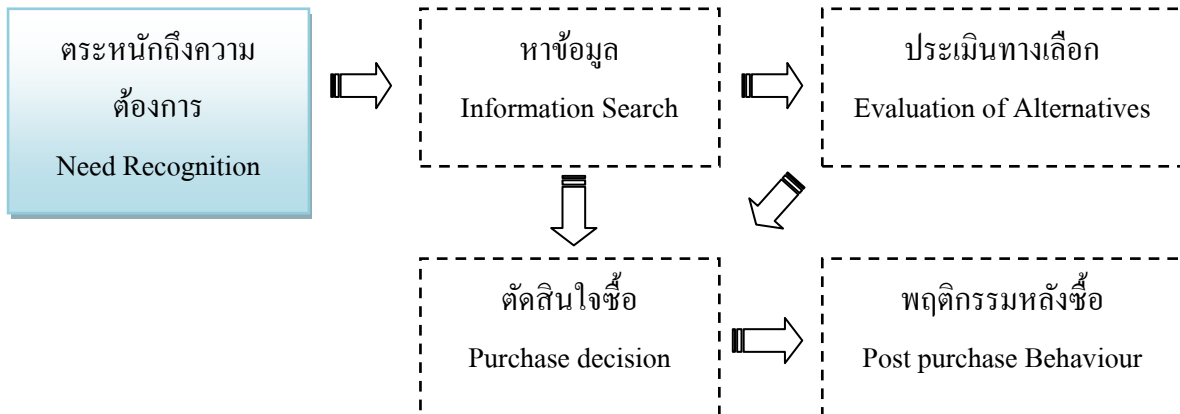 ตระหนักถึงความ
ต้องการ
Need Recognition
หาข้อมูล
Information Search
ประเมินทางเลือก
Evaluation of Alternatives
ตัดสินใจซื้อ
Purchase decision
พฤติกรรมหลังซื้อ
Post purchase Behaviour